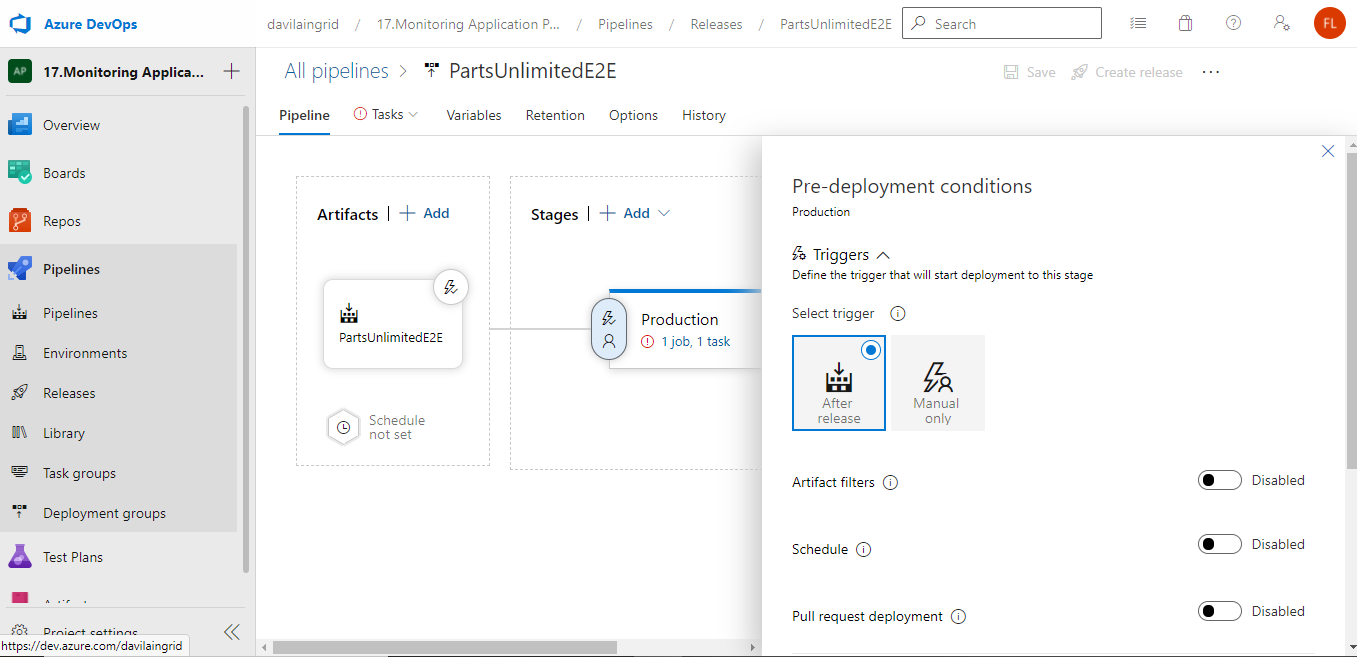 Azure DevOps
davilaingrid / 17.Monitoring Application P... / Pipelines / Releases / PartsUnlimitedE2E
Search
FL
AP 17.Monitoring Applica...
All pipelines > PartsUnlimitedE2E
Save
Create release
Pipeline
Tasks
Variables
Retention
Options
History
Overview
Boards
Repos
Pipelines
Pipelines
Environments
Releases
Library
Task groups
Deployment groups
Test Plans
Project settings
https://dev.azure.com/davilaingrid
Artifacts | + Add
PartsUnlimitedE2E
Schedule
not set
Stages | + Add
Production
1 job, 1 task
Pre-deployment conditions
Production
Triggers
Define the trigger that will start deployment to this stage
Select trigger
After
release
Manual
only
Artifact filters
Disabled
Schedule
Disabled
Pull request deployment
Disabled